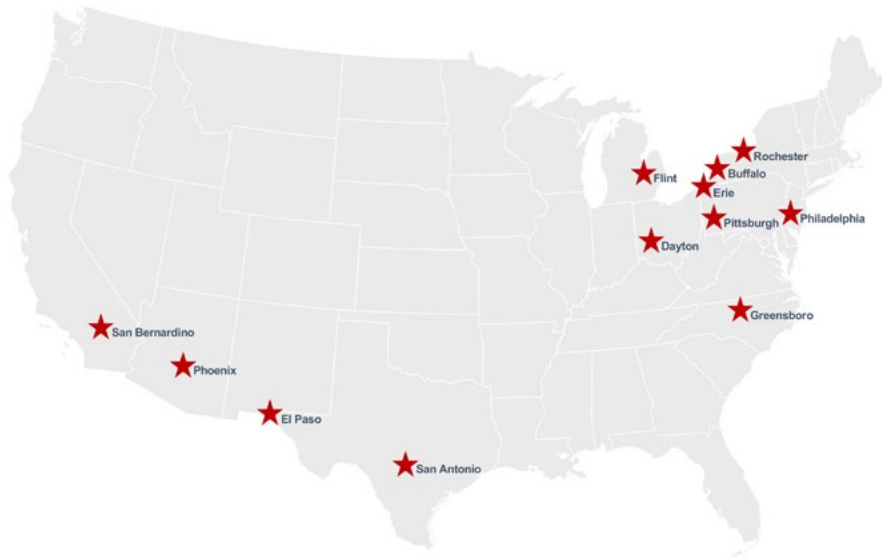 Rochester
Buffalo
Flint
Erie
Pittsburgh
Philadelphia
Dayton
Greensboro
San Bernardino
Phoenix
El Paso
San Antonio